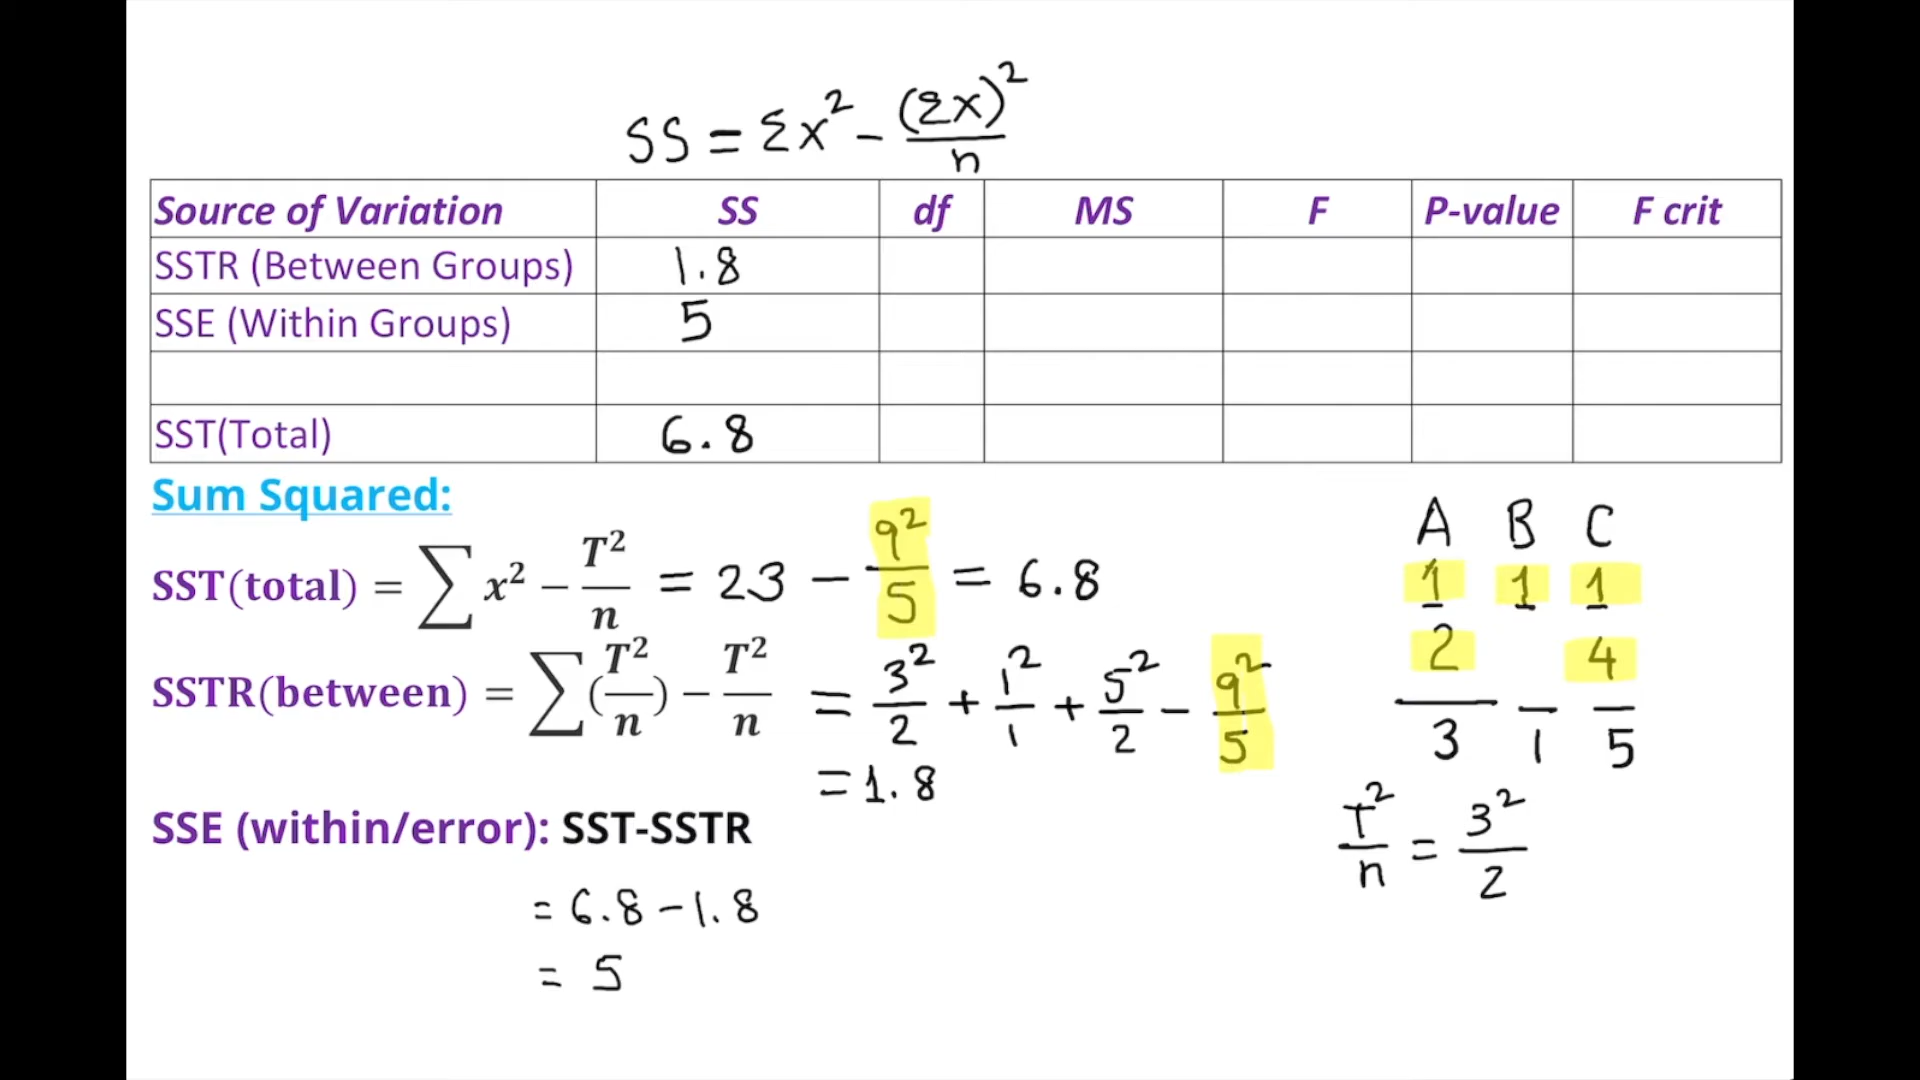 SS = Σx² - (Σx)²/n
Source of Variation SS df MS F P-value F crit
SSTR (Between Groups) 1.8
SSE (Within Groups) 5
SST(Total) 6.8
Sum Squared:
SST(total) = ∑ x² − T²/n = 23 − 9²/5 = 6.8
SSTR(between) = ∑(T²/n) − T²/n = 3²/2 + 1²/1 + 5²/2 − 9²/5
= 1.8
SSE (within/error): SST-SSTR
= 6.8 - 1.8
= 5
A B C
1 1 1
2 4
3 1 5
T²/n = 3²/2